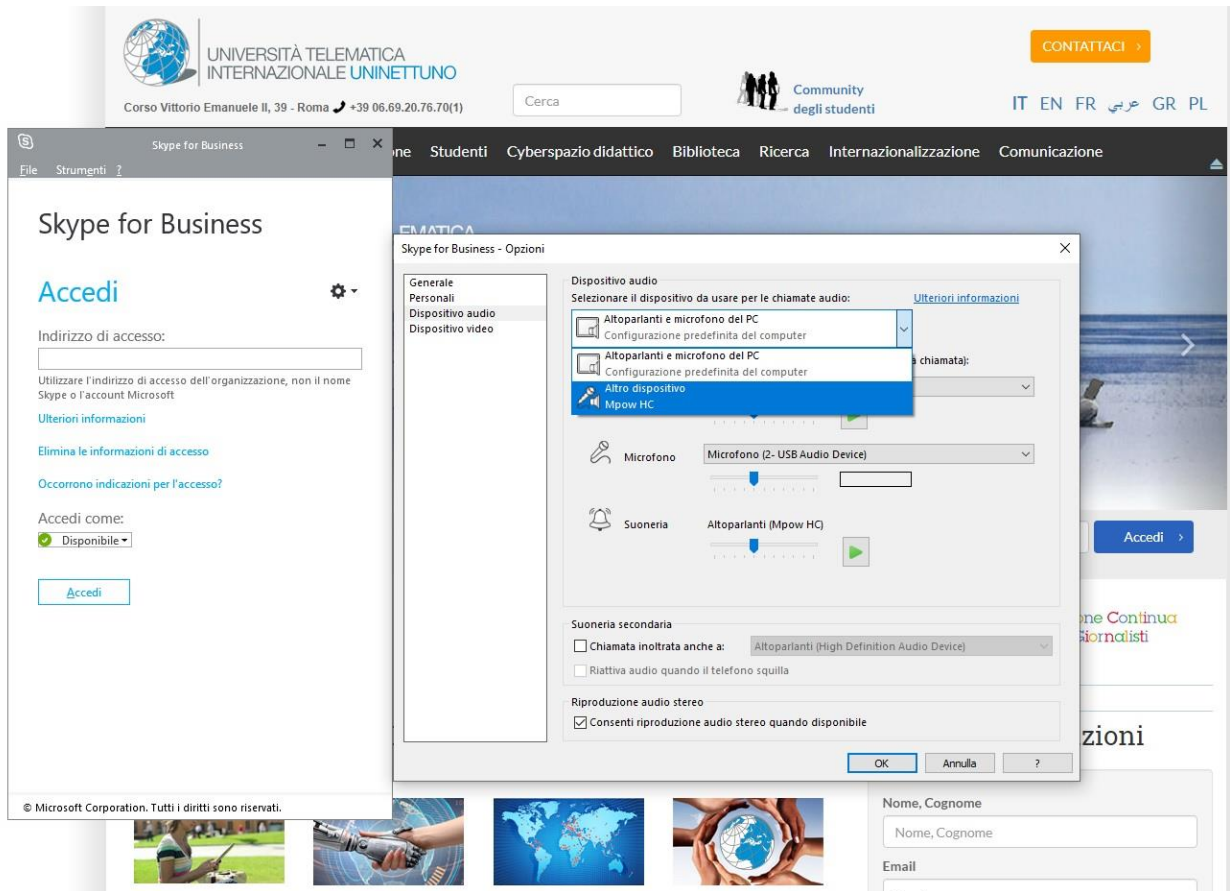 UNIVERSITÀ TELEMATICA
INTERNAZIONALE UNINETTUNO
Corso Vittorio Emanuele II, 39 - Roma +39 06.69.20.76.70(1)
Cerca
Community
degli studenti
CONTATTACI
IT EN FR عربي GR PL
Studenti Cyberspazio didattico Biblioteca Ricerca Internazionalizzazione Comunicazione
Skype for Business
File Strumenti ?
Skype for Business
Accedi
Indirizzo di accesso:
Utilizzare l'indirizzo di accesso dell'organizzazione, non il nome
Skype o l'account Microsoft
Ulteriori informazioni
Elimina le informazioni di accesso
Occorrono indicazioni per l'accesso?
Accedi come:
Disponibile
Accedi
© Microsoft Corporation. Tutti i diritti sono riservati.
Skype for Business - Opzioni
Generale
Personali
Dispositivo audio
Dispositivo video
Dispositivo audio
Selezionare il dispositivo da usare per le chiamate audio: Ulteriori informazioni
Altoparlanti e microfono del PC
Configurazione predefinita del computer
Altoparlanti e microfono del PC
Configurazione predefinita del computer
Altro dispositivo
Mpow HC
chiamata):
Microfono Microfono (2- USB Audio Device)
Suoneria Altoparlanti (Mpow HC)
Suoneria secondaria
Chiamata inoltrata anche a: Altoparlanti (High Definition Audio Device)
Riattiva audio quando il telefono squilla
Riproduzione audio stereo
Consenti riproduzione audio stereo quando disponibile
OK Annulla ?
Accedi
Continua
Giornalisti
zioni
Nome, Cognome
Nome, Cognome
Email